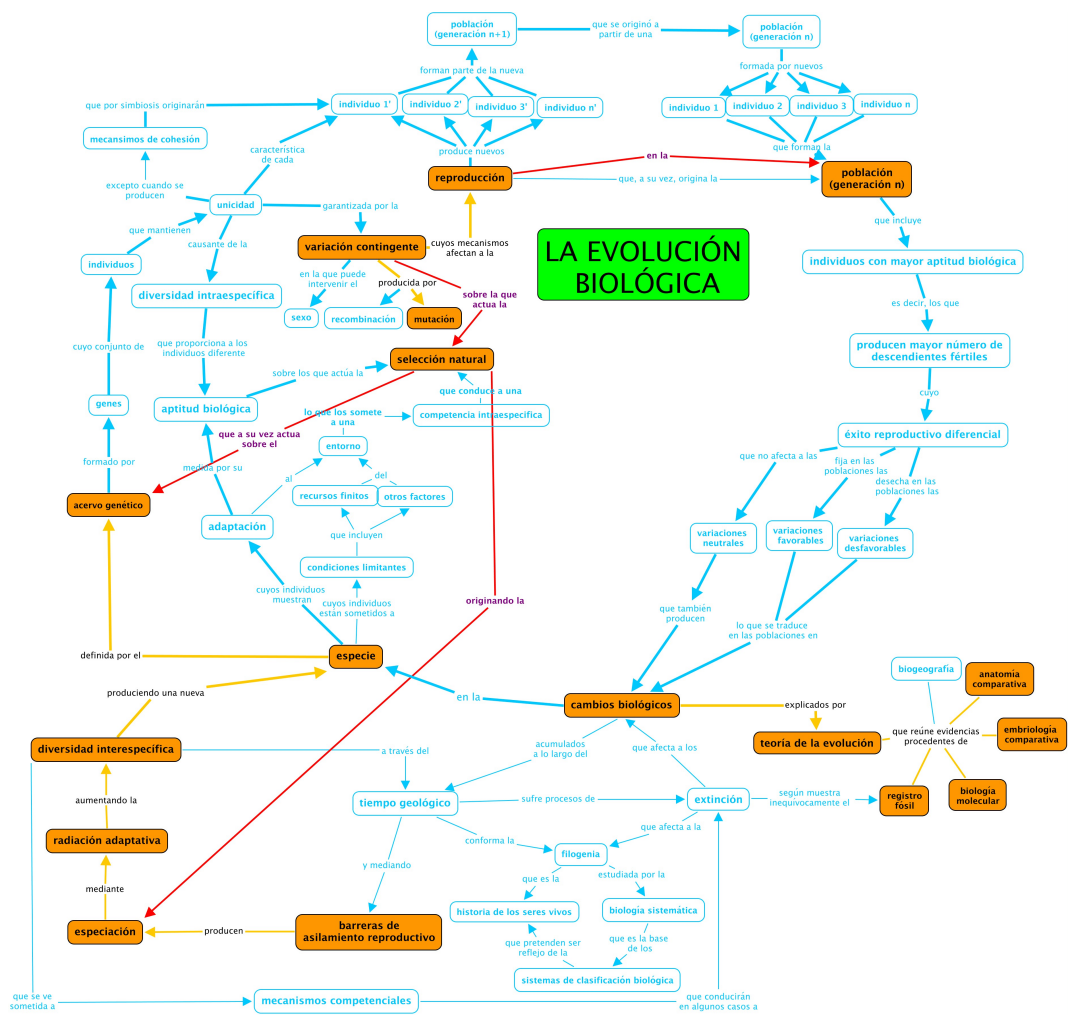 población
(generación n+1)
que se originó a
partir de una
población
(generación n)
forman parte de la nueva
formada por nuevos
que por simbiosis originarán
individuo 1'
individuo 2'
individuo 3'
individuo n'
individuo 1
individuo 2
individuo 3
individuo n
mecansimos de cohesión
característica
de cada
produce nuevos
que forman la
en la
reproducción
que, a su vez, origina la
población
(generación n)
excepto cuando se
producen
unicidad
garantizada por la
que incluye
que mantienen
causante de la
variación contingente
cuyos mecanismos
afectan a la
LA EVOLUCIÓN
BIOLÓGICA
individuos
individuos con mayor aptitud biológica
en la que puede
intervenir el
producida por
diversidad intraespecífica
sobre la que
actua la
es decir, los que
sexo
recombinación
mutación
cuyo conjunto de
que proporciona a los
individuos diferente
selección natural
producen mayor número de
descendientes fértiles
sobre los que actúa la
que conduce a una
cuyo
genes
aptitud biológica
lo que los somete
a una
competencia intraespecifica
que a su vez actua
sobre el
entorno
éxito reproductivo diferencial
formado por
medida por su
al
del
que no afecta a las
fija en las
poblaciones las
desecha en las
poblaciones las
acervo genético
recursos finitos
otros factores
adaptación
que incluyen
variaciones
neutrales
variaciones
favorables
variaciones
desfavorables
condiciones limitantes
cuyos individuos
muestran
cuyos individuos
están sometidos a
originando la
que también
producen
lo que se traduce
en las poblaciones en
definida por el
especie
biogeografía
anatomía
comparativa
produciendo una nueva
en la
cambios biológicos
explicados por
diversidad interespecífica
a través del
acumulados
a lo largo del
que afecta a los
teoría de la evolución
que reúne evidencias
procedentes de
embriología
comparativa
aumentando la
tiempo geológico
sufre procesos de
extinción
según muestra
inequivocamente el
registro
fósil
biología
molecular
radiación adaptativa
conforma la
que afecta a la
filogenia
y mediando
mediante
que es la
estudiada por la
historia de los seres vivos
biología sistemática
especiación
producen
barreras de
asilamiento reproductivo
que pretenden ser
reflejo de la
que es la base
de los
sistemas de clasificación biológica
que se ve
sometida a
mecanismos competenciales
que conducirán
en algunos casos a